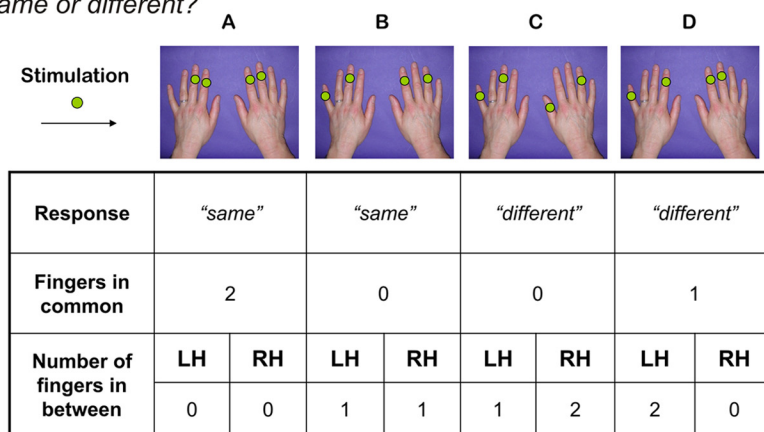 ame or different?
A B C D
Stimulation
Response "same" "same" "different" "different"
Fingers in
common 2 0 0 1
Number of
fingers in
between
LH RH LH RH LH RH LH RH
0 0 1 1 1 2 2 0